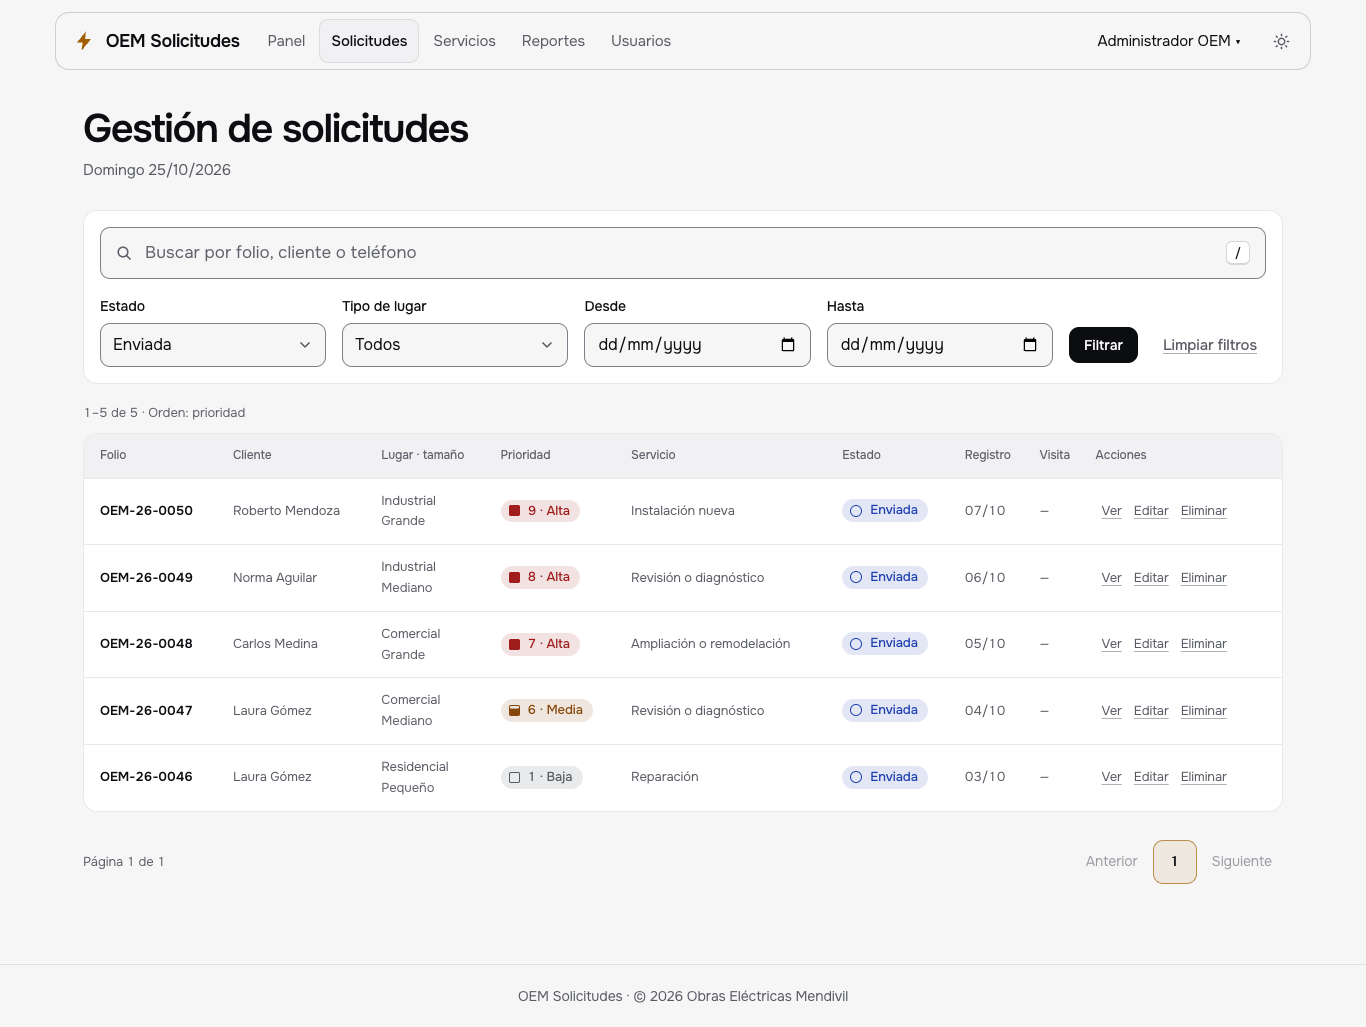 OEM Solicitudes Panel Solicitudes Servicios Reportes Usuarios Administrador OEM ▾
Gestión de solicitudes
Domingo 25/10/2026
Buscar por folio, cliente o teléfono /
Estado Tipo de lugar Desde Hasta
Enviada Todos dd/mm/yyyy dd/mm/yyyy Filtrar Limpiar filtros
1–5 de 5 · Orden: prioridad
Folio Cliente Lugar · tamaño Prioridad Servicio Estado Registro Visita Acciones
OEM-26-0050 Roberto Mendoza Industrial Grande 9 · Alta Instalación nueva Enviada 07/10 — Ver Editar Eliminar
OEM-26-0049 Norma Aguilar Industrial Mediano 8 · Alta Revisión o diagnóstico Enviada 06/10 — Ver Editar Eliminar
OEM-26-0048 Carlos Medina Comercial Grande 7 · Alta Ampliación o remodelación Enviada 05/10 — Ver Editar Eliminar
OEM-26-0047 Laura Gómez Comercial Mediano 6 · Media Revisión o diagnóstico Enviada 04/10 — Ver Editar Eliminar
OEM-26-0046 Laura Gómez Residencial Pequeño 1 · Baja Reparación Enviada 03/10 — Ver Editar Eliminar
Página 1 de 1 Anterior 1 Siguiente
OEM Solicitudes · © 2026 Obras Eléctricas Mendivil